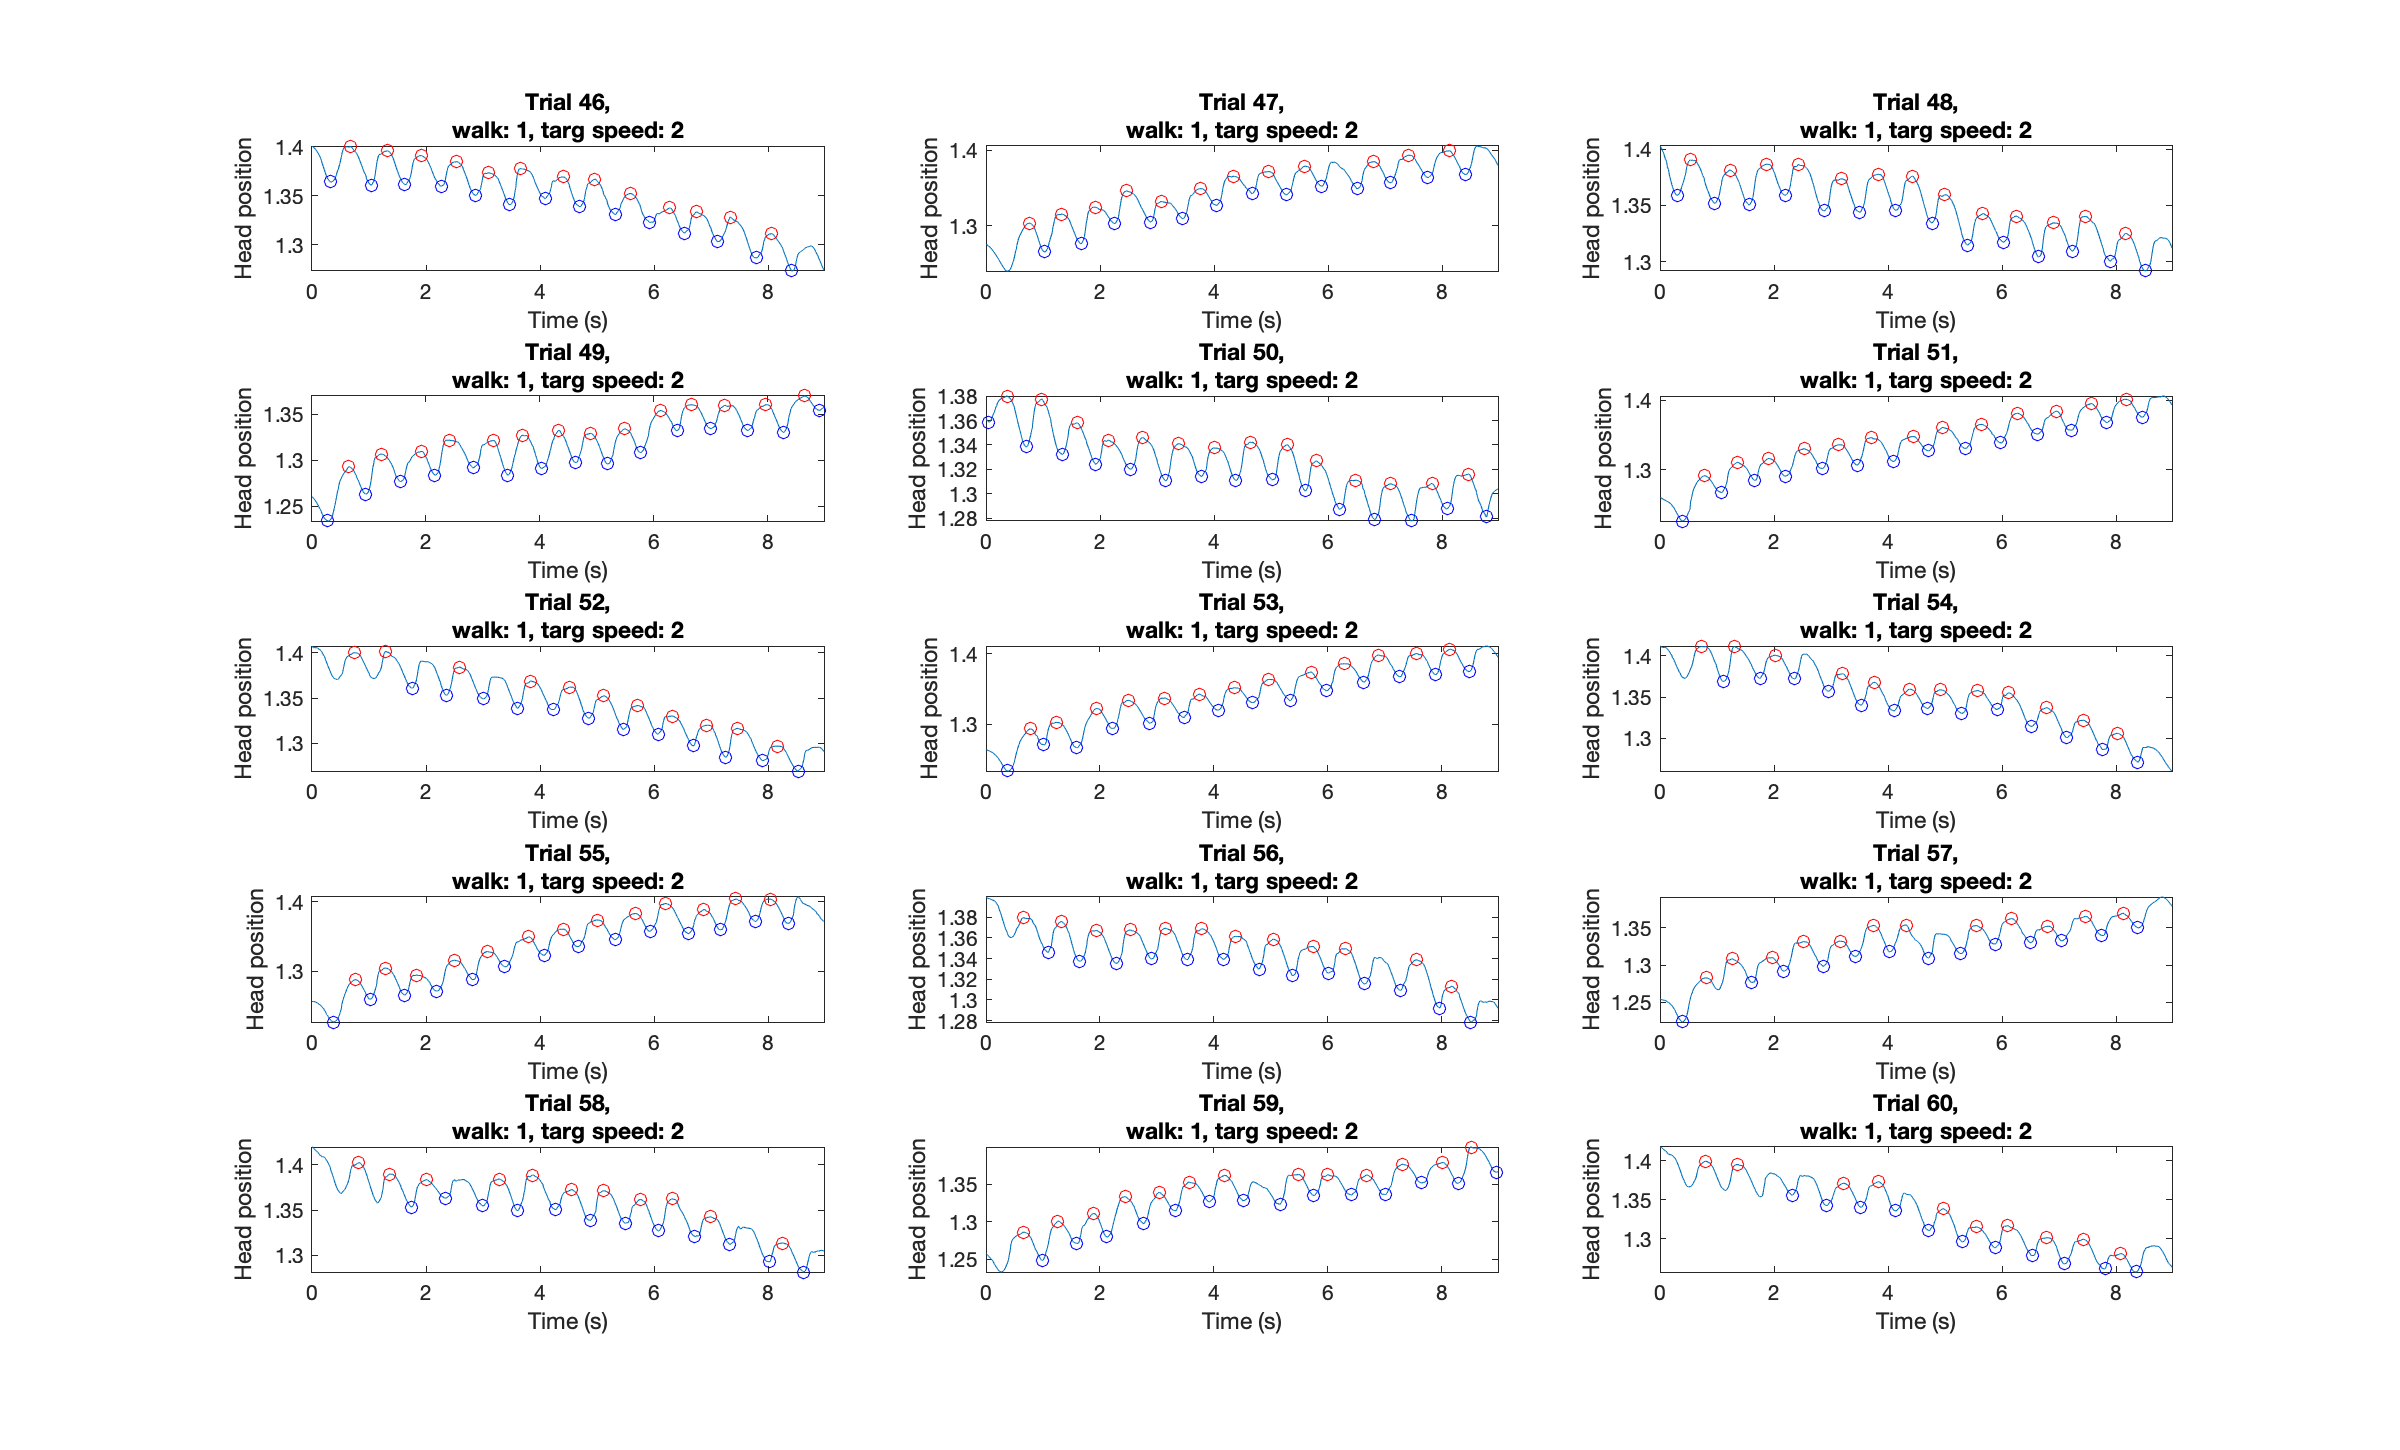 Trial 46,
walk: 1, targ speed: 2
Head position
1.4
1.35
1.3
0 2 4 6 8
Time (s)
Trial 47,
walk: 1, targ speed: 2
Head position
1.4
1.3
0 2 4 6 8
Time (s)
Trial 48,
walk: 1, targ speed: 2
Head position
1.4
1.35
1.3
0 2 4 6 8
Time (s)
Trial 49,
walk: 1, targ speed: 2
Head position
1.35
1.3
1.25
0 2 4 6 8
Time (s)
Trial 50,
walk: 1, targ speed: 2
Head position
1.38
1.36
1.34
1.32
1.3
1.28
0 2 4 6 8
Time (s)
Trial 51,
walk: 1, targ speed: 2
Head position
1.4
1.3
0 2 4 6 8
Time (s)
Trial 52,
walk: 1, targ speed: 2
Head position
1.4
1.35
1.3
0 2 4 6 8
Time (s)
Trial 53,
walk: 1, targ speed: 2
Head position
1.4
1.3
0 2 4 6 8
Time (s)
Trial 54,
walk: 1, targ speed: 2
Head position
1.4
1.35
1.3
0 2 4 6 8
Time (s)
Trial 55,
walk: 1, targ speed: 2
Head position
1.4
1.3
0 2 4 6 8
Time (s)
Trial 56,
walk: 1, targ speed: 2
Head position
1.38
1.36
1.34
1.32
1.3
1.28
0 2 4 6 8
Time (s)
Trial 57,
walk: 1, targ speed: 2
Head position
1.35
1.3
1.25
0 2 4 6 8
Time (s)
Trial 58,
walk: 1, targ speed: 2
Head position
1.4
1.35
1.3
0 2 4 6 8
Time (s)
Trial 59,
walk: 1, targ speed: 2
Head position
1.35
1.3
1.25
0 2 4 6 8
Time (s)
Trial 60,
walk: 1, targ speed: 2
Head position
1.4
1.35
1.3
0 2 4 6 8
Time (s)